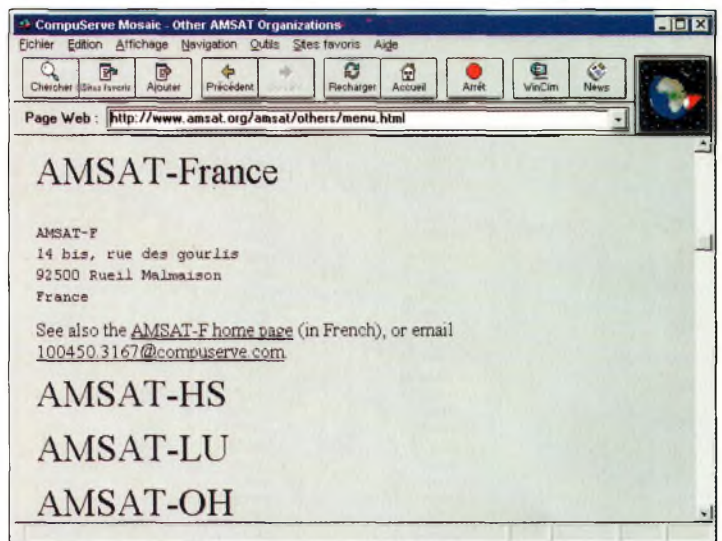 CompuServe Mosaic - Other AMSAT Organizations
Fichier Edition Affichage Navigation Outils Sites favoris Aide
Chercher Sites favoris Ajouter Précédent Recharger Accueil Arrêt WinCim News
Page Web : http://www.amsat.org/amsat/others/menu.html
AMSAT-France
AMSAT-F
14 bis, rue des gourlis
92500 Rueil Malmaison
France
See also the AMSAT-F home page (in French), or email
100450.3167@compuserve.com
AMSAT-HS
AMSAT-LU
AMSAT-OH